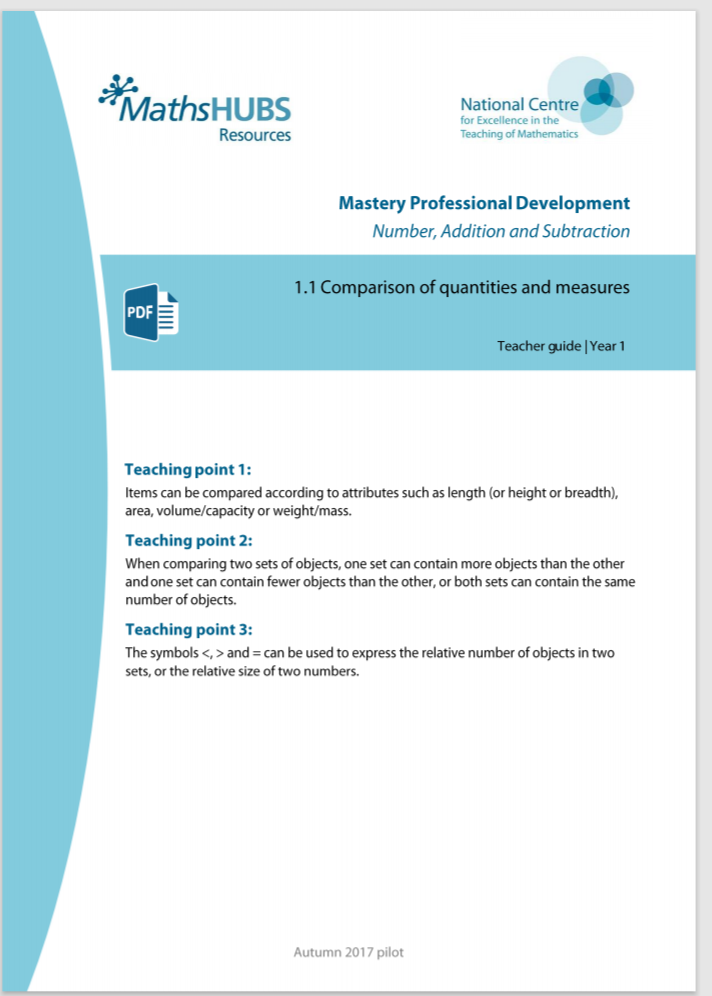 MathsHUBS
Resources
National Centre
for Excellence in the
Teaching of Mathematics
Mastery Professional Development
Number, Addition and Subtraction
PDF
1.1 Comparison of quantities and measures
Teacher guide | Year 1
Teaching point 1:
Items can be compared according to attributes such as length (or height or breadth),
area, volume/capacity or weight/mass.
Teaching point 2:
When comparing two sets of objects, one set can contain more objects than the other
and one set can contain fewer objects than the other, or both sets can contain the same
number of objects.
Teaching point 3:
The symbols <, > and = can be used to express the relative number of objects in two
sets, or the relative size of two numbers.
Autumn 2017 pilot